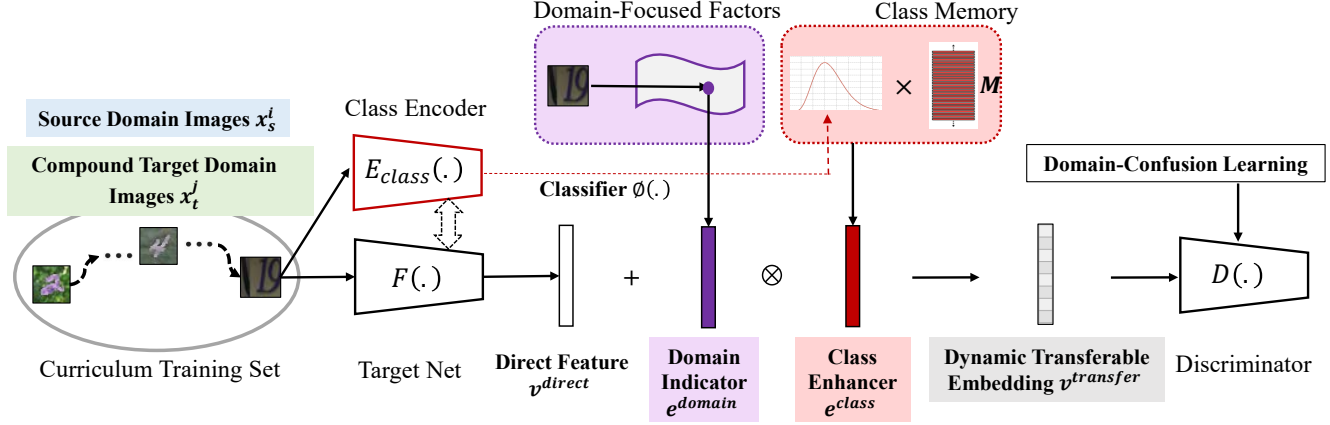 Domain-Focused Factors
Class Memory
× M
Class Encoder
Source Domain Images x_s^i
Compound Target Domain
Images x_t^j
E_class(.)
Classifier ∅(.)
Domain-Confusion Learning
19
19
F(.)
+
⊗
D(.)
Curriculum Training Set
Target Net
Direct Feature
v^direct
Domain
Indicator
e^domain
Class
Enhancer
e^class
Dynamic Transferable
Embedding v^transfer
Discriminator